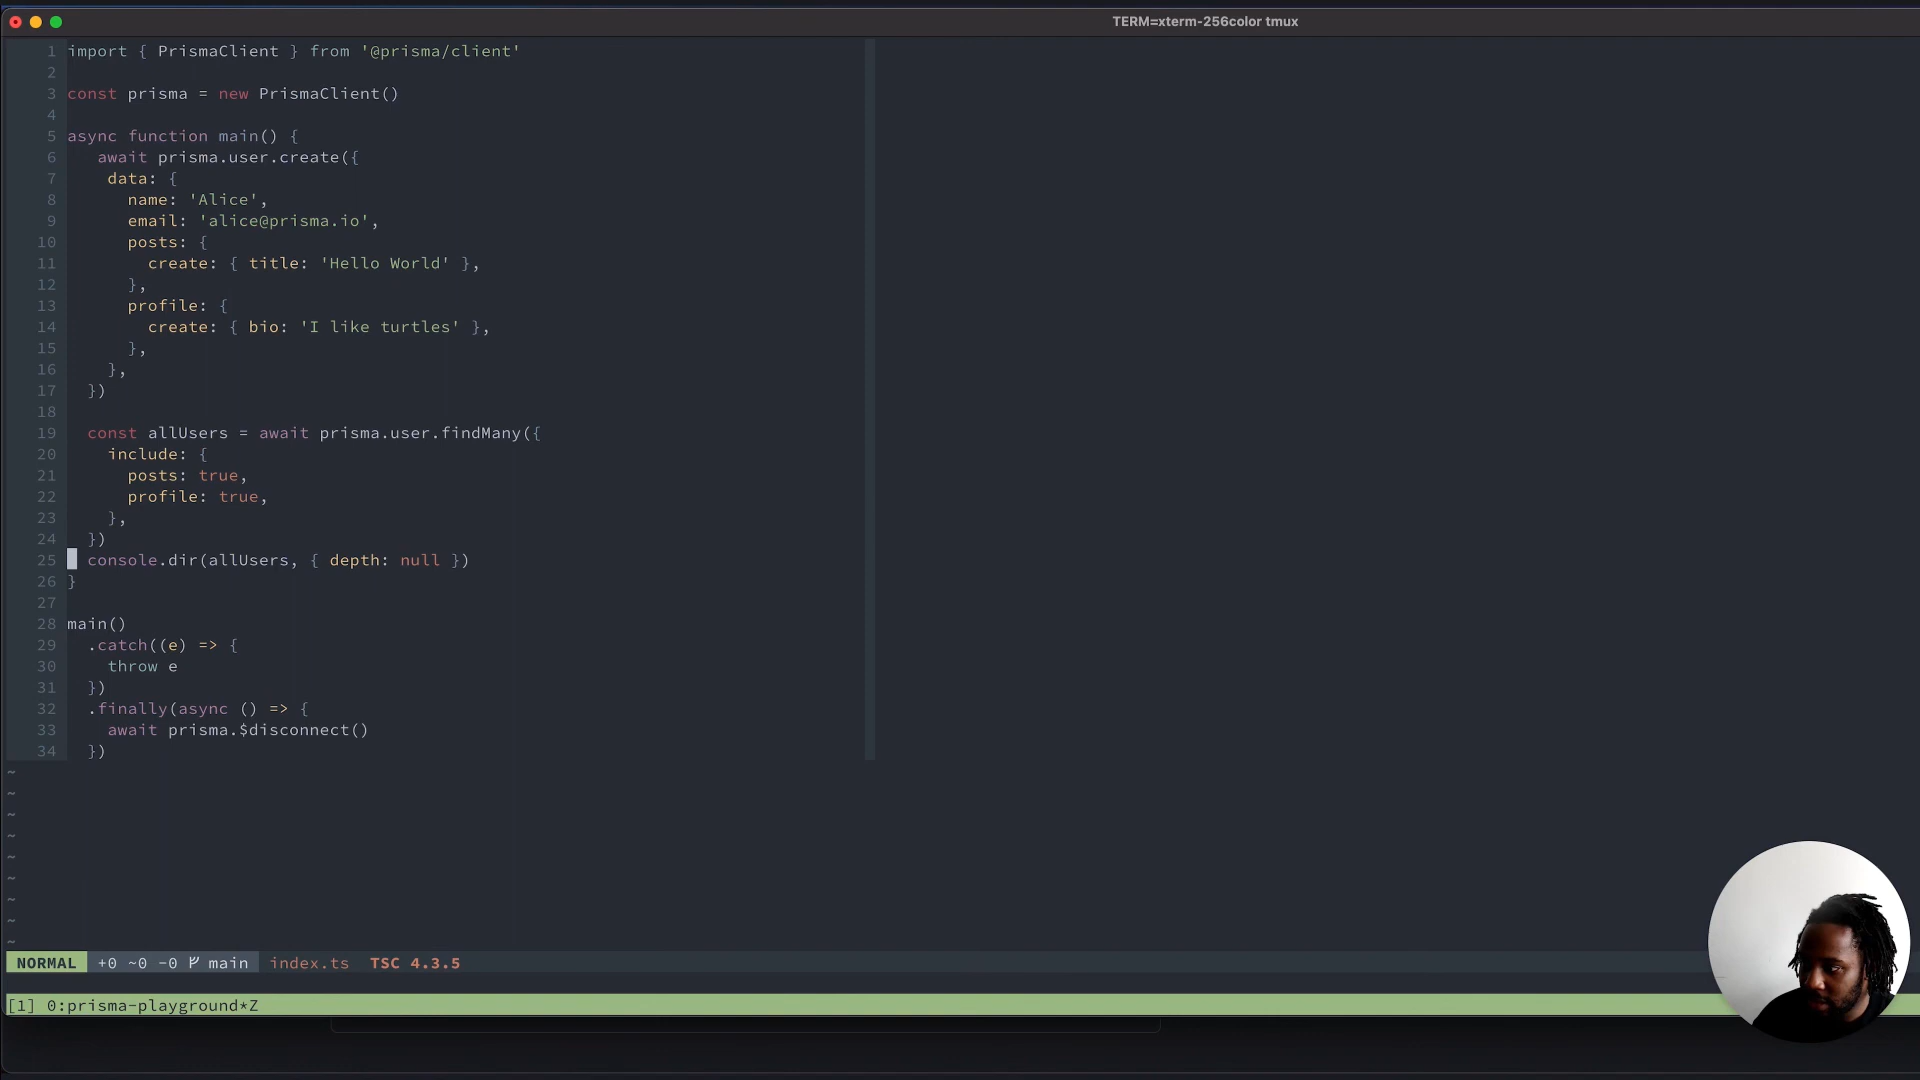 TERM=xterm-256color tmux
1 import { PrismaClient } from '@prisma/client'
2
3 const prisma = new PrismaClient()
4
5 async function main() {
6    await prisma.user.create({
7     data: {
8       name: 'Alice',
9       email: 'alice@prisma.io',
10       posts: {
11         create: { title: 'Hello World' },
12       },
13       profile: {
14         create: { bio: 'I like turtles' },
15       },
16     },
17   })
18
19   const allUsers = await prisma.user.findMany({
20     include: {
21       posts: true,
22       profile: true,
23     },
24   })
25   console.dir(allUsers, { depth: null })
26 }
27
28 main()
29   .catch((e) => {
30     throw e
31   })
32   .finally(async () => {
33     await prisma.$disconnect()
34   })
~
~
~
~
~
~
~
~
~
NORMAL +0 ~0 -0 main index.ts TSC 4.3.5
[1] 0:prisma-playground*Z